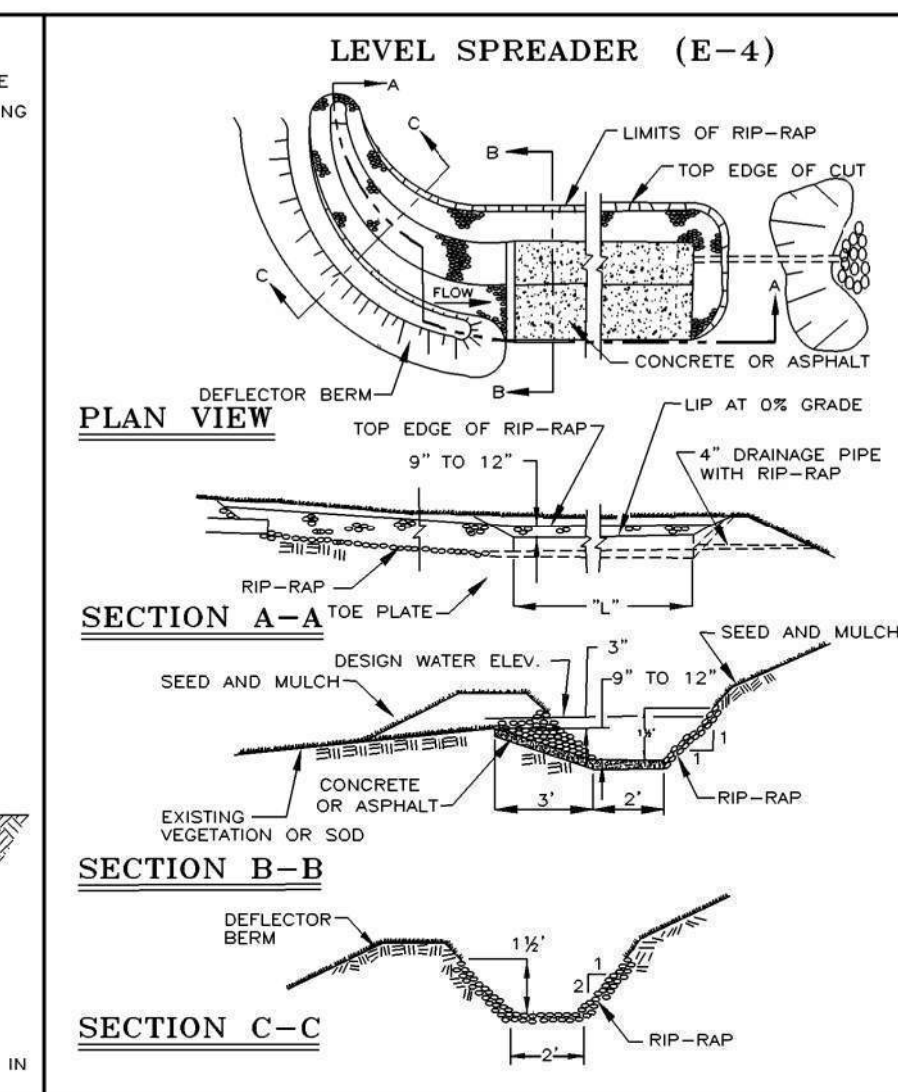 E
NG
IN
LEVEL SPREADER (E-4)
A
C
B
LIMITS OF RIP-RAP
TOP EDGE OF CUT
A
C
FLOW
CONCRETE OR ASPHALT
DEFLECTOR BERM
B
PLAN VIEW
LIP AT 0% GRADE
TOP EDGE OF RIP-RAP
9" TO 12"
4" DRAINAGE PIPE
WITH RIP-RAP
RIP-RAP
"L"
SECTION A-A
TOE PLATE
SEED AND MULCH
3"
DESIGN WATER ELEV.
9" TO 12"
SEED AND MULCH
1½'
1
1
CONCRETE
OR ASPHALT
3'
2'
RIP-RAP
EXISTING
VEGETATION OR SOD
SECTION B-B
DEFLECTOR
BERM
1½'
1
2
RIP-RAP
SECTION C-C
2'